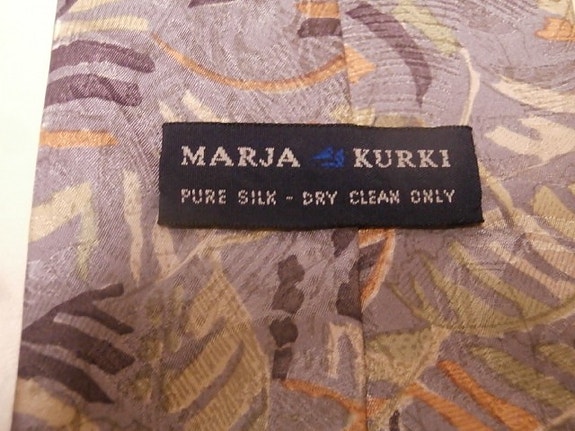 MARJA KURKI
PURE SILK - DRY CLEAN ONLY